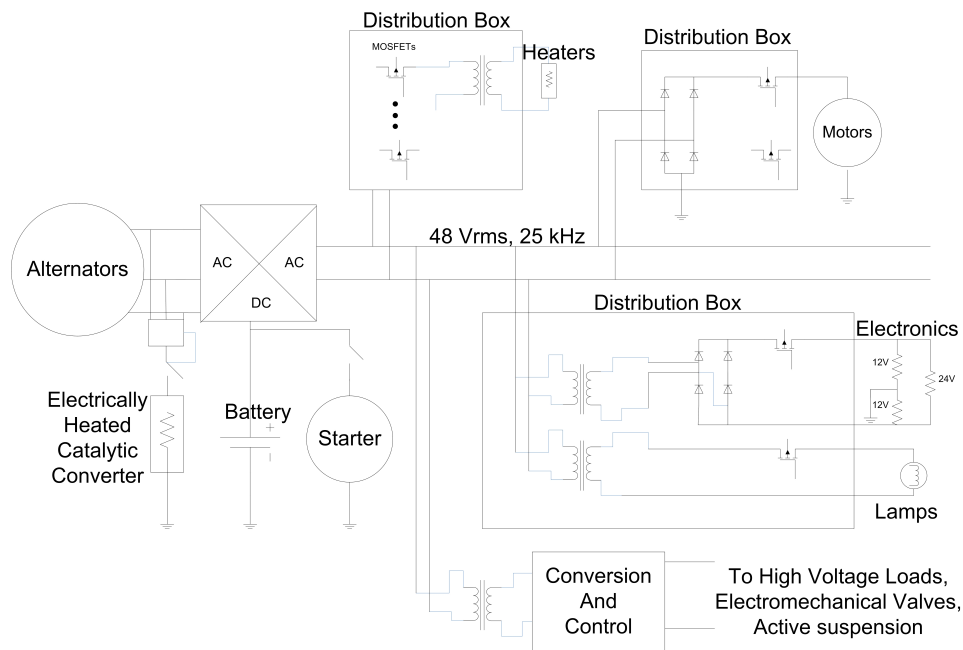 Distribution Box
MOSFETs
Heaters
Distribution Box
Motors
48 Vrms, 25 kHz
Alternators
AC
AC
DC
Distribution Box
Electronics
12V
24V
12V
Electrically
Heated
Catalytic
Converter
Battery
+
Starter
Lamps
Conversion
And
Control
To High Voltage Loads,
Electromechanical Valves,
Active suspension